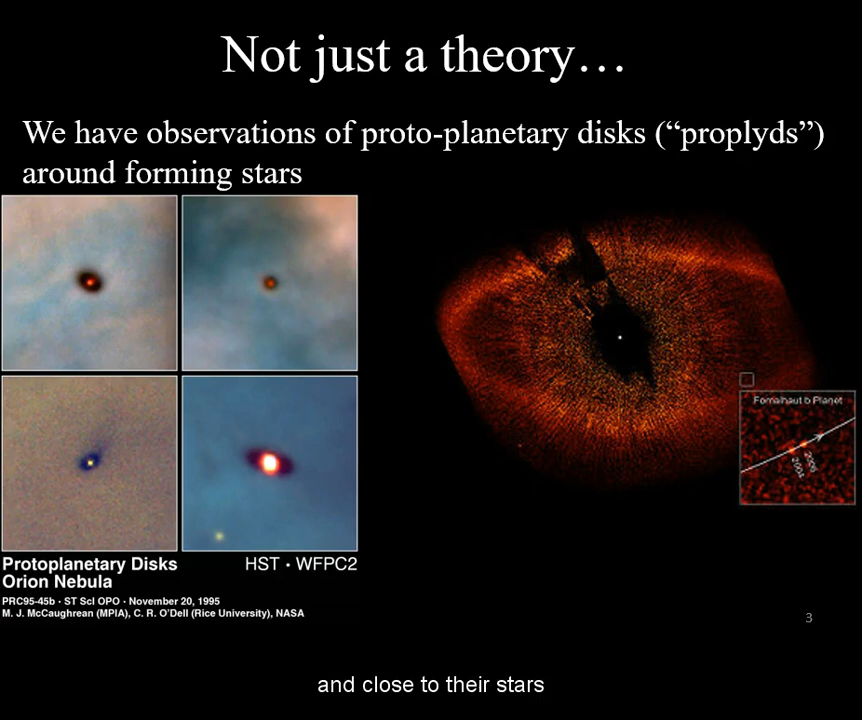 Not just a theory…
We have observations of proto-planetary disks (“proplyds”)
around forming stars
Fomalhaut b Planet
2006
2004
Protoplanetary Disks
Orion Nebula
HST · WFPC2
PRC95-45b · ST ScI OPO · November 20, 1995
M. J. McCaughrean (MPIA), C. R. O'Dell (Rice University), NASA
3
and close to their stars